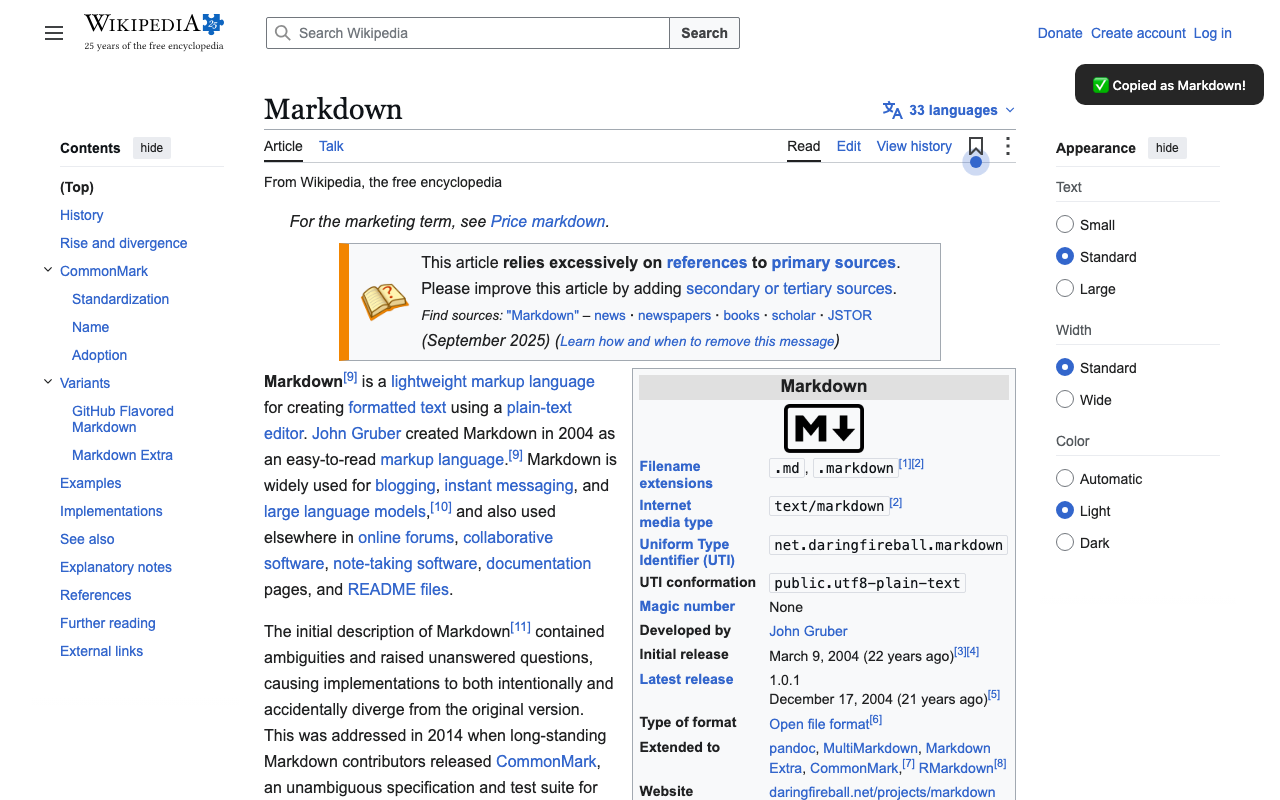 WIKIPEDIA 25
25 years of the free encyclopedia
Search Wikipedia
Search
Donate Create account Log in
✅ Copied as Markdown!
Markdown
33 languages
Article Talk
Read Edit View history
From Wikipedia, the free encyclopedia
Contents hide
(Top)
History
Rise and divergence
CommonMark
Standardization
Name
Adoption
Variants
GitHub Flavored
Markdown
Markdown Extra
Examples
Implementations
See also
Explanatory notes
References
Further reading
External links
For the marketing term, see Price markdown.
This article relies excessively on references to primary sources.
Please improve this article by adding secondary or tertiary sources.
Find sources: "Markdown" – news · newspapers · books · scholar · JSTOR
(September 2025) (Learn how and when to remove this message)
Markdown[9] is a lightweight markup language
for creating formatted text using a plain-text
editor. John Gruber created Markdown in 2004 as
an easy-to-read markup language.[9] Markdown is
widely used for blogging, instant messaging, and
large language models,[10] and also used
elsewhere in online forums, collaborative
software, note-taking software, documentation
pages, and README files.
The initial description of Markdown[11] contained
ambiguities and raised unanswered questions,
causing implementations to both intentionally and
accidentally diverge from the original version.
This was addressed in 2014 when long-standing
Markdown contributors released CommonMark,
an unambiguous specification and test suite for
Markdown
M
Filename
extensions
.md, .markdown[1][2]
Internet
media type
text/markdown[2]
Uniform Type
Identifier (UTI)
net.daringfireball.markdown
UTI conformation public.utf8-plain-text
Magic number None
Developed by John Gruber
Initial release March 9, 2004 (22 years ago)[3][4]
Latest release 1.0.1
December 17, 2004 (21 years ago)[5]
Type of format Open file format[6]
Extended to pandoc, MultiMarkdown, Markdown
Extra, CommonMark,[7] RMarkdown[8]
Website daringfireball.net/projects/markdown
Appearance hide
Text
Small
Standard
Large
Width
Standard
Wide
Color
Automatic
Light
Dark